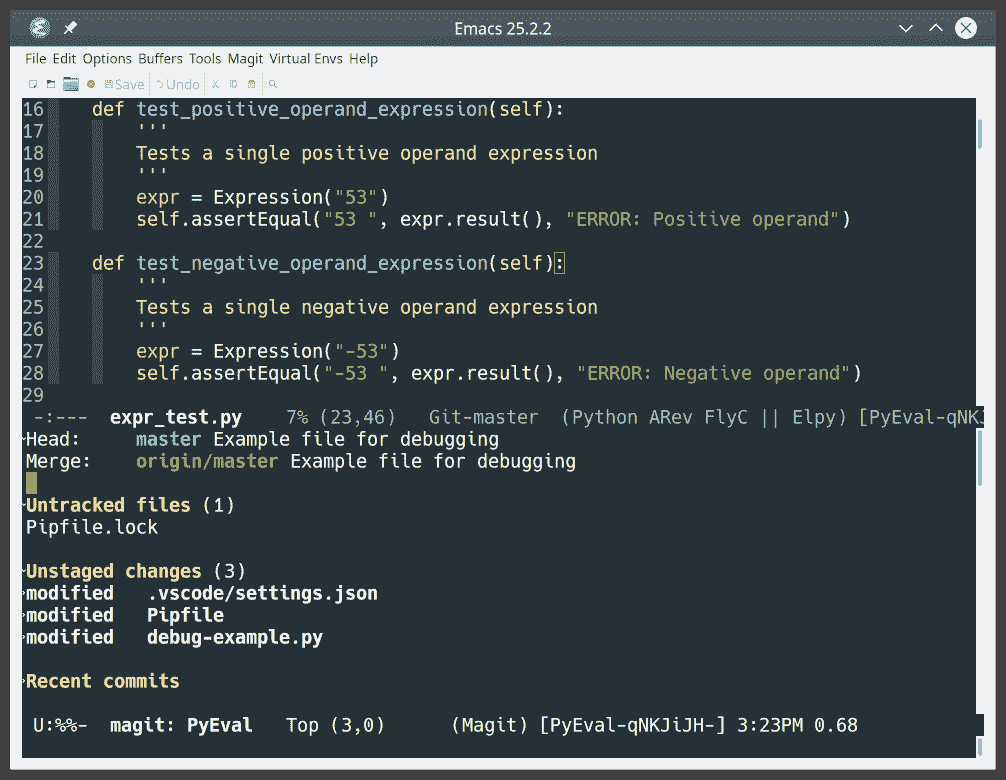 Emacs 25.2.2
File Edit Options Buffers Tools Magit Virtual Envs Help
Save Undo
16 def test_positive_operand_expression(self):
17 '''
18 Tests a single positive operand expression
19 '''
20 expr = Expression("53")
21 self.assertEqual("53 ", expr.result(), "ERROR: Positive operand")
22
23 def test_negative_operand_expression(self):
24 '''
25 Tests a single negative operand expression
26 '''
27 expr = Expression("-53")
28 self.assertEqual("-53 ", expr.result(), "ERROR: Negative operand")
29
-:--- expr_test.py 7% (23,46) Git-master (Python ARev FlyC || Elpy) [PyEval-qNKJ
Head: master Example file for debugging
Merge: origin/master Example file for debugging
Untracked files (1)
Pipfile.lock
Unstaged changes (3)
modified .vscode/settings.json
modified Pipfile
modified debug-example.py
Recent commits
U:%%- magit: PyEval Top (3,0) (Magit) [PyEval-qNKJiJH-] 3:23PM 0.68